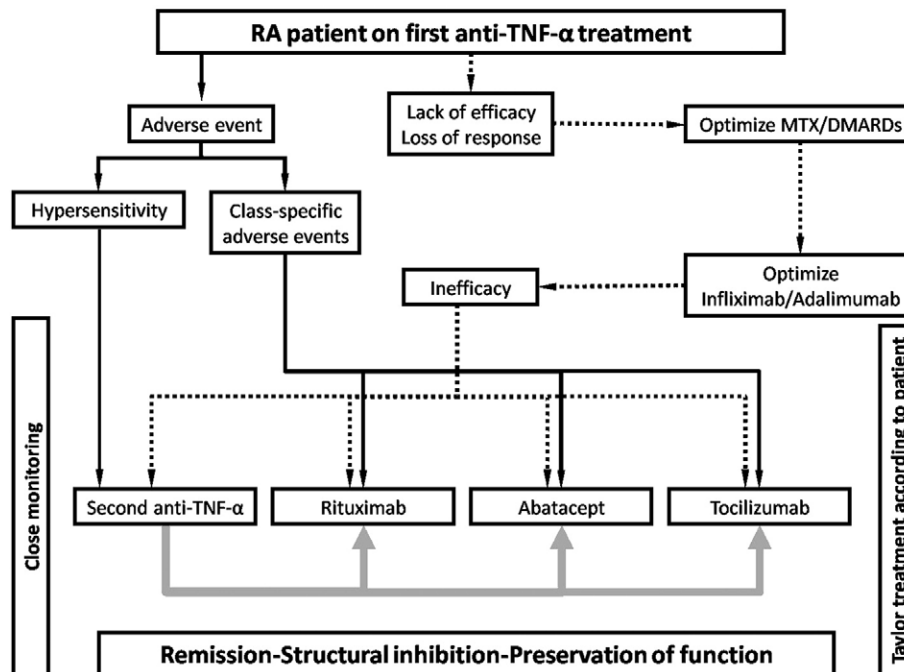 RA patient on first anti-TNF-α treatment
Adverse event
Lack of efficacy
Loss of response
Optimize MTX/DMARDs
Hypersensitivity
Class-specific
adverse events
Inefficacy
Optimize
Infliximab/Adalimumab
Close monitoring
Taylor treatment according to patient
Second anti-TNF-α
Rituximab
Abatacept
Tocilizumab
Remission-Structural inhibition-Preservation of function